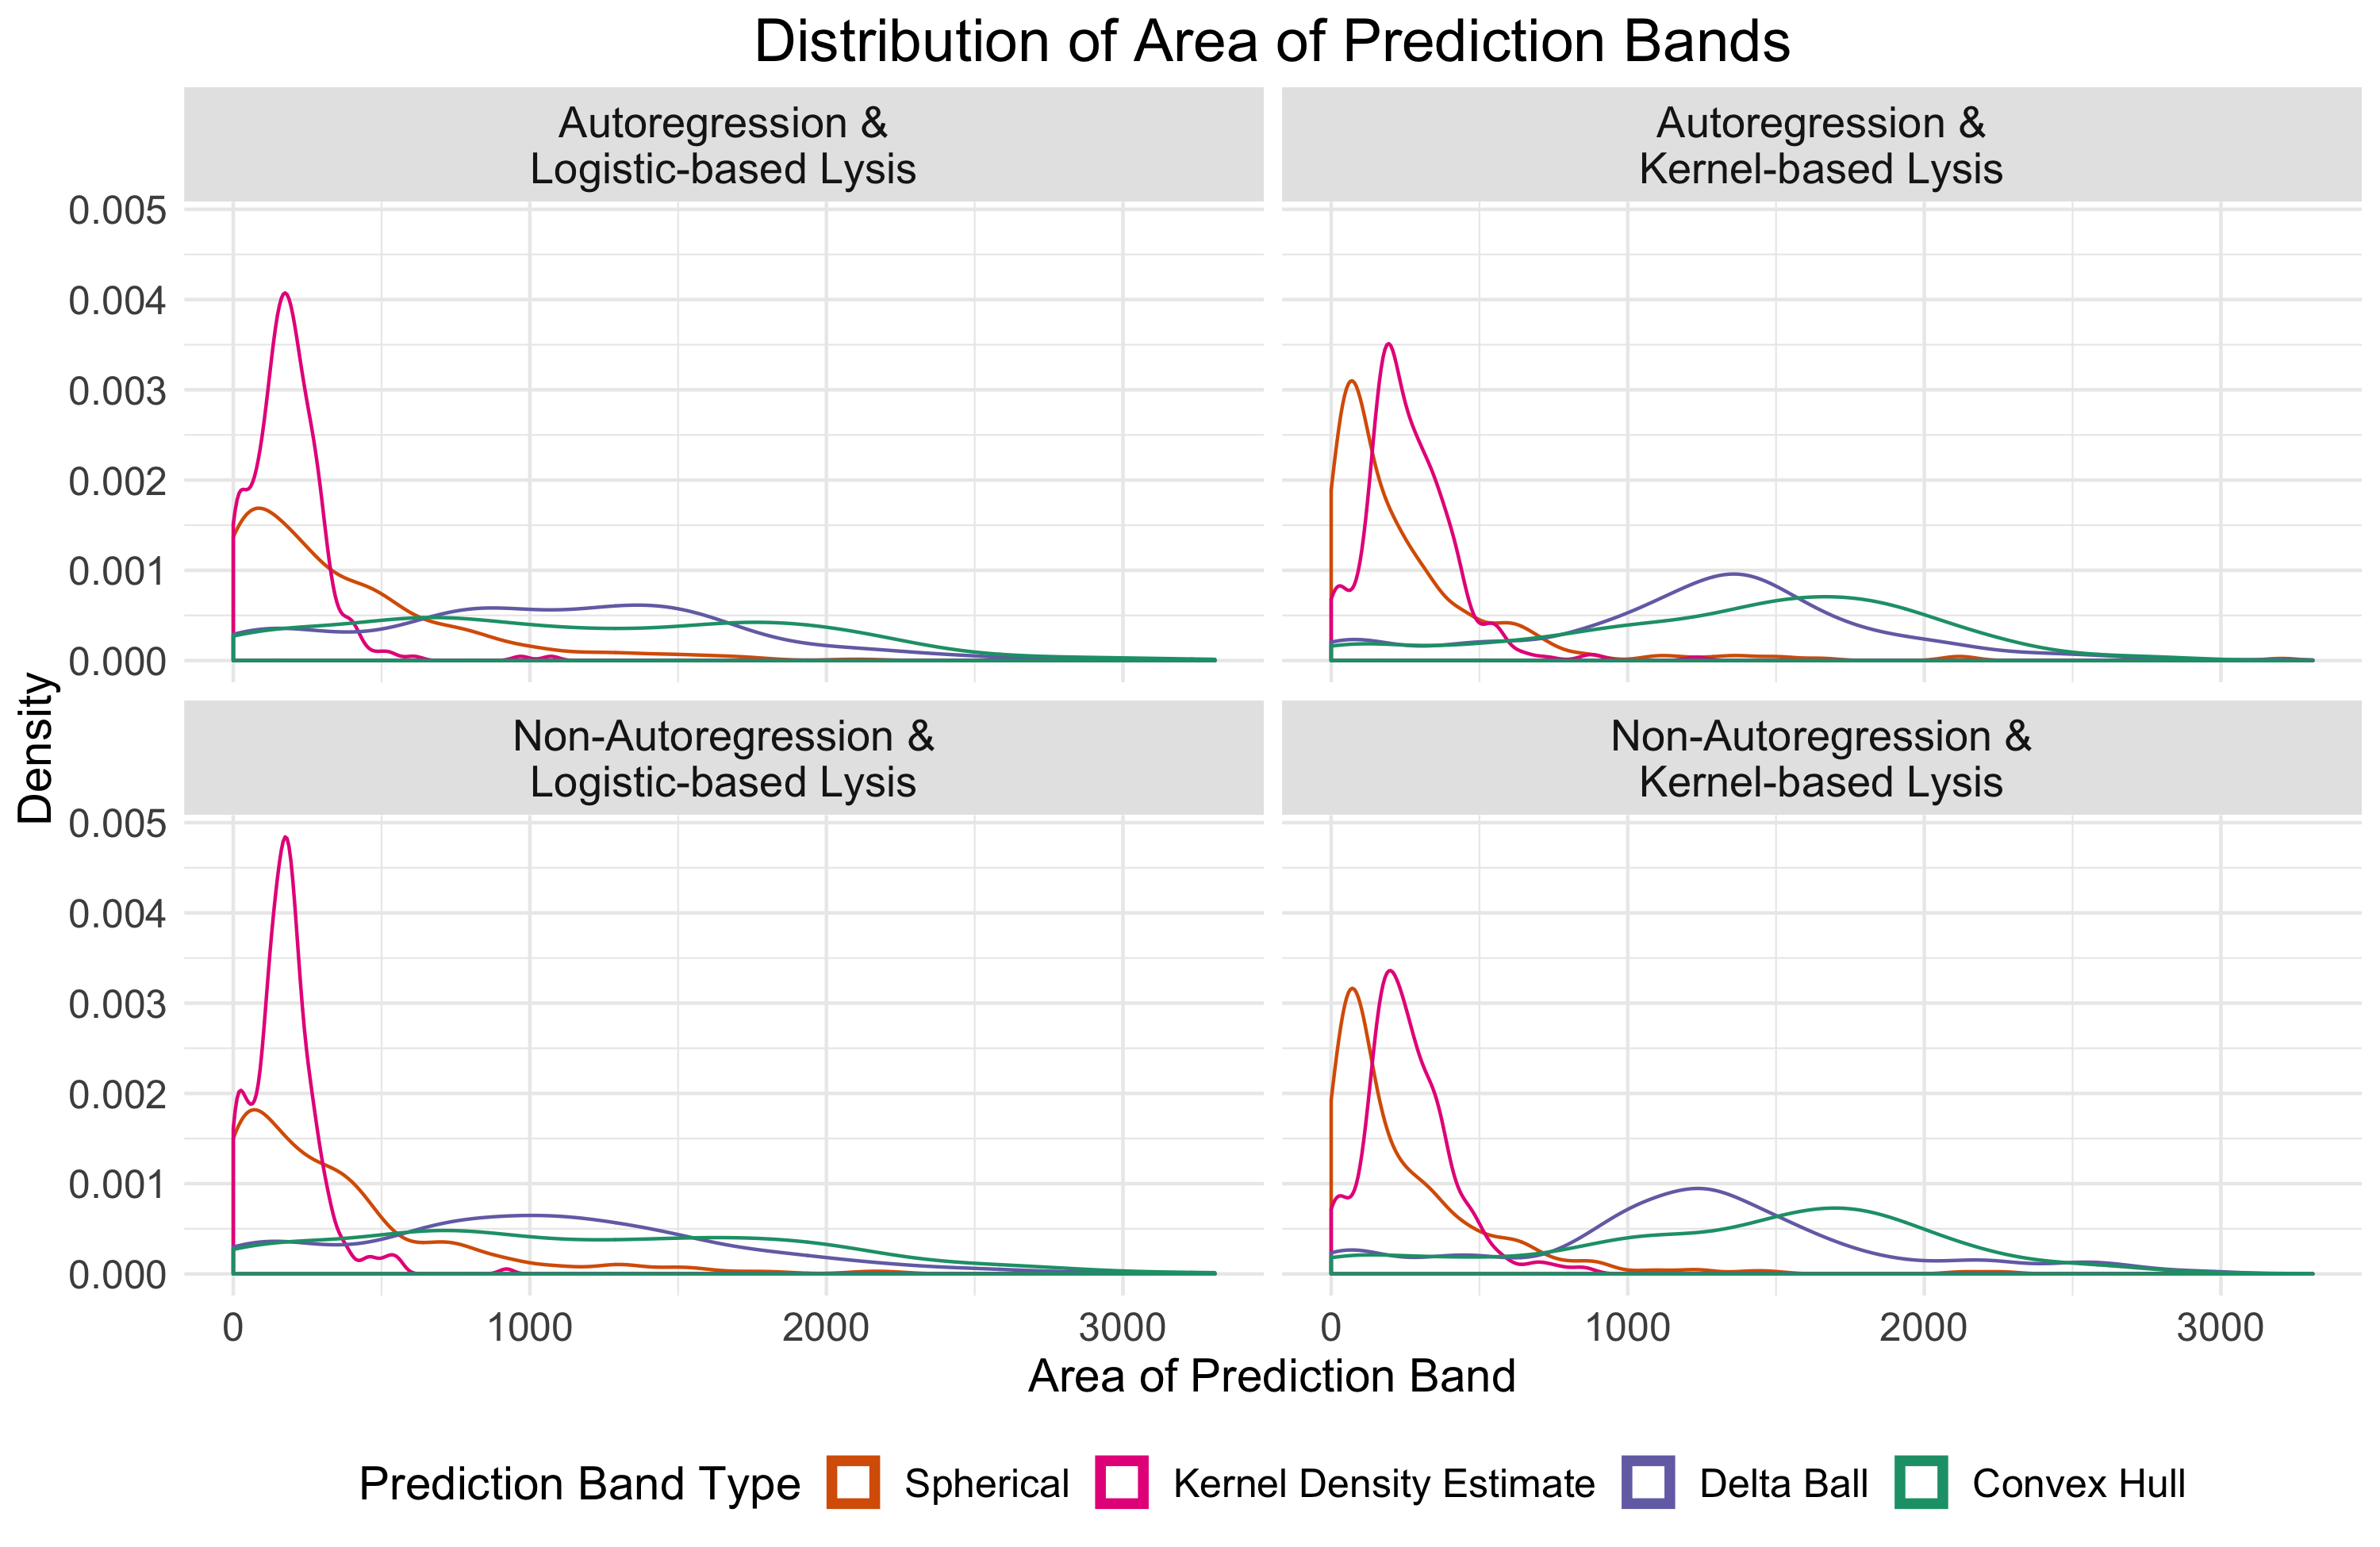 Distribution of Area of Prediction Bands
Autoregression &
Logistic-based Lysis
Autoregression &
Kernel-based Lysis
0.005
0.004
0.003
0.002
0.001
0.000
Density
Non-Autoregression &
Logistic-based Lysis
Non-Autoregression &
Kernel-based Lysis
0.005
0.004
0.003
0.002
0.001
0.000
0 1000 2000 3000 0 1000 2000 3000
Area of Prediction Band
Prediction Band Type Spherical Kernel Density Estimate Delta Ball Convex Hull